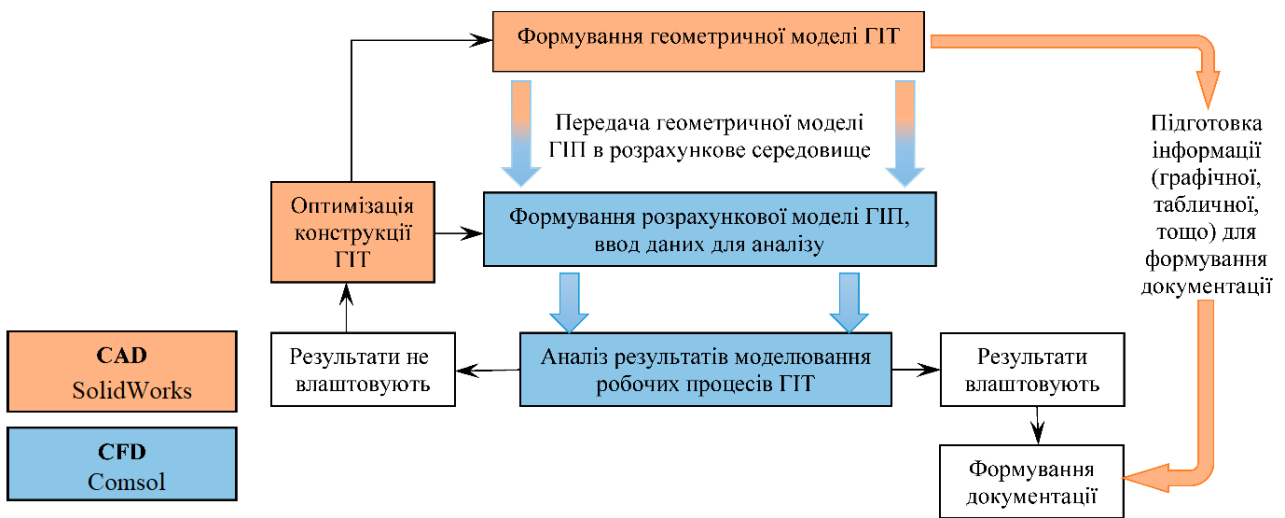 Формування геометричної моделі ГІТ
Передача геометричної моделі
ГІП в розрахункове середовище
Підготовка
інформації
(графічної,
табличної,
тощо) для
формування
документації
Оптимізація
конструкції
ГІТ
Формування розрахункової моделі ГІП,
ввод даних для аналізу
CAD
SolidWorks
Результати не
влаштовують
Аналіз результатів моделювання
робочих процесів ГІТ
Результати
влаштовують
CFD
Comsol
Формування
документації